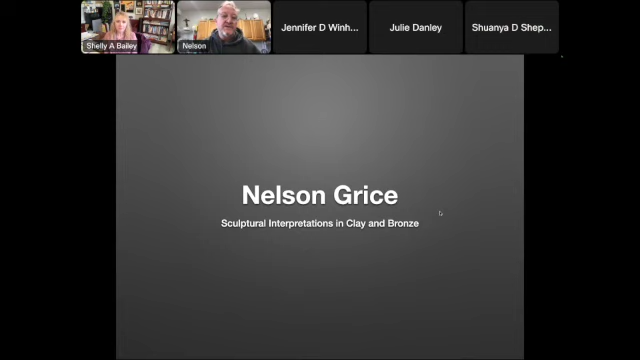 Shelly A Bailey
Nelson
Jennifer D Winh...
Julie Danley
Shuanya D Shep...
Nelson Grice
Sculptural Interpretations in Clay and Bronze